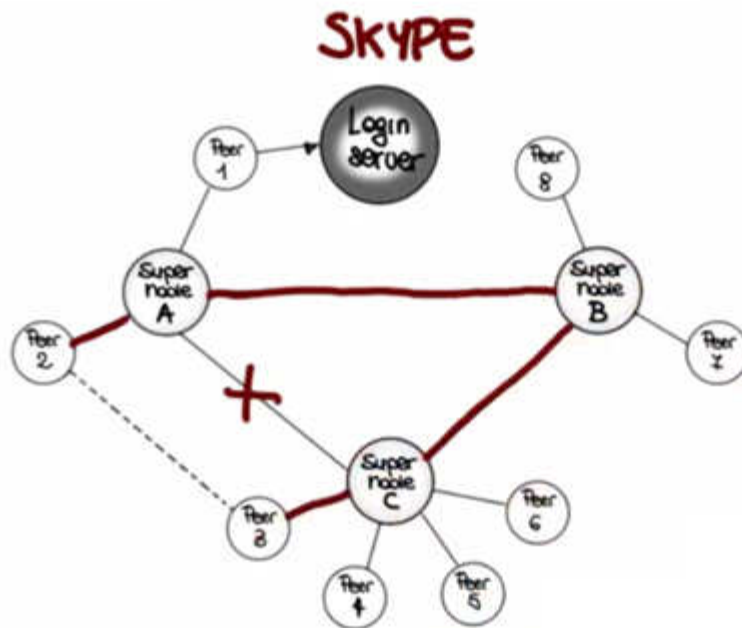 SKYPE
Login
server
Peer
1
Peer
8
Super
node
A
Super
node
B
Peer
2
Peer
7
Super
node
C
Peer
3
Peer
6
Peer
4
Peer
5